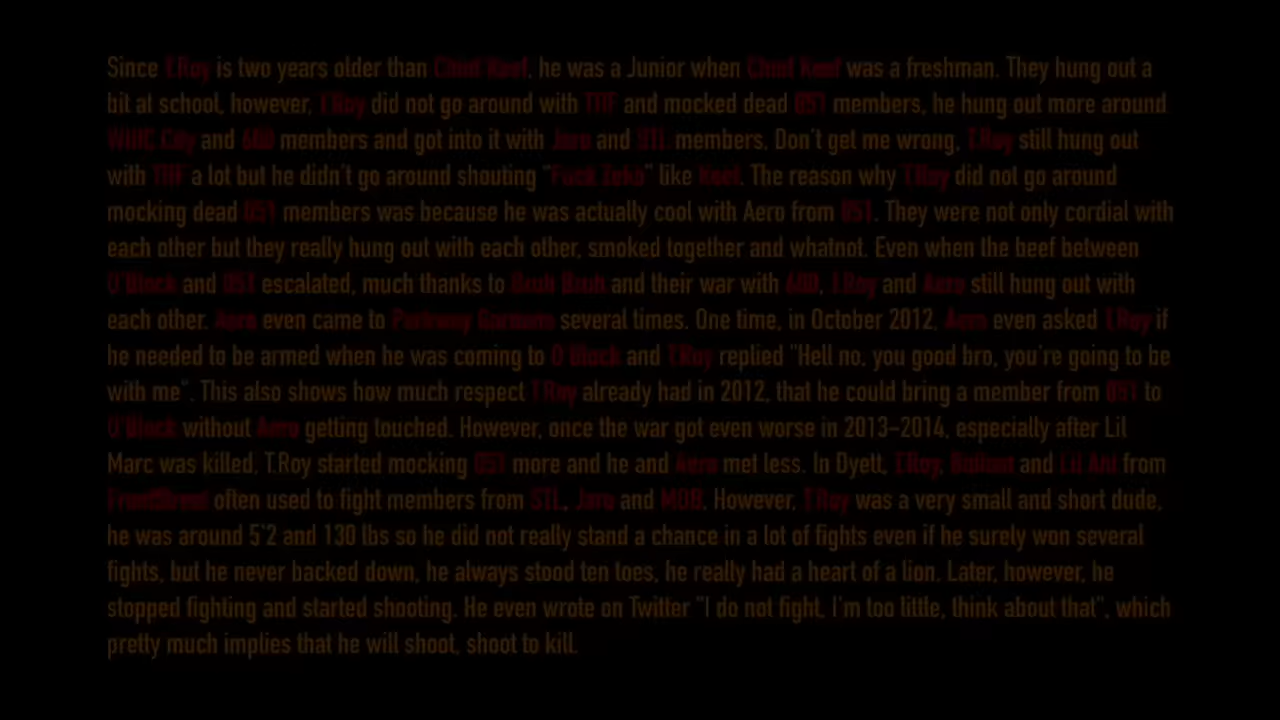 Since T.Roy is two years older than Chief Keef, he was a Junior when Chief Keef was a freshman. They hung out a
bit at school, however, T.Roy did not go around with TTF and mocked dead 051 members, he hung out more around
WIIC City and 600 members and got into it with Jaro and STL members. Don't get me wrong, T.Roy still hung out
with TTF a lot but he didn't go around shouting "Fuck Zeko" like Keef. The reason why T.Roy did not go around
mocking dead 051 members was because he was actually cool with Aero from 051. They were not only cordial with
each other but they really hung out with each other, smoked together and whatnot. Even when the beef between
O'Block and 051 escalated, much thanks to and their war with 600, T.Roy and Aero still hung out with
each other. Aero even came to Parkway Gardens several times. One time, in October 2012, Aero even asked T.Roy if
he needed to be armed when he was coming to O'Block and T.Roy replied "Hell no, you good bro, you're going to be
with me". This also shows how much respect T.Roy already had in 2012, that he could bring a member from 051 to
O'Block without Aero getting touched. However, once the war got even worse in 2013-2014, especially after Lil
Marc was killed, T.Roy started mocking 051 more and he and Aero met less. In Dyett, T.Roy, and Lil Ant from
FrontStreet often used to fight members from STL, Jaro and MOB. However, T.Roy was a very small and short dude,
he was around 5'2 and 130 lbs so he did not really stand a chance in a lot of fights even if he surely won several
fights, but he never backed down, he always stood ten toes, he really had a heart of a lion. Later, however, he
stopped fighting and started shooting. He even wrote on Twitter "I do not fight, I'm too little, think about that", which
pretty much implies that he will shoot, shoot to kill.